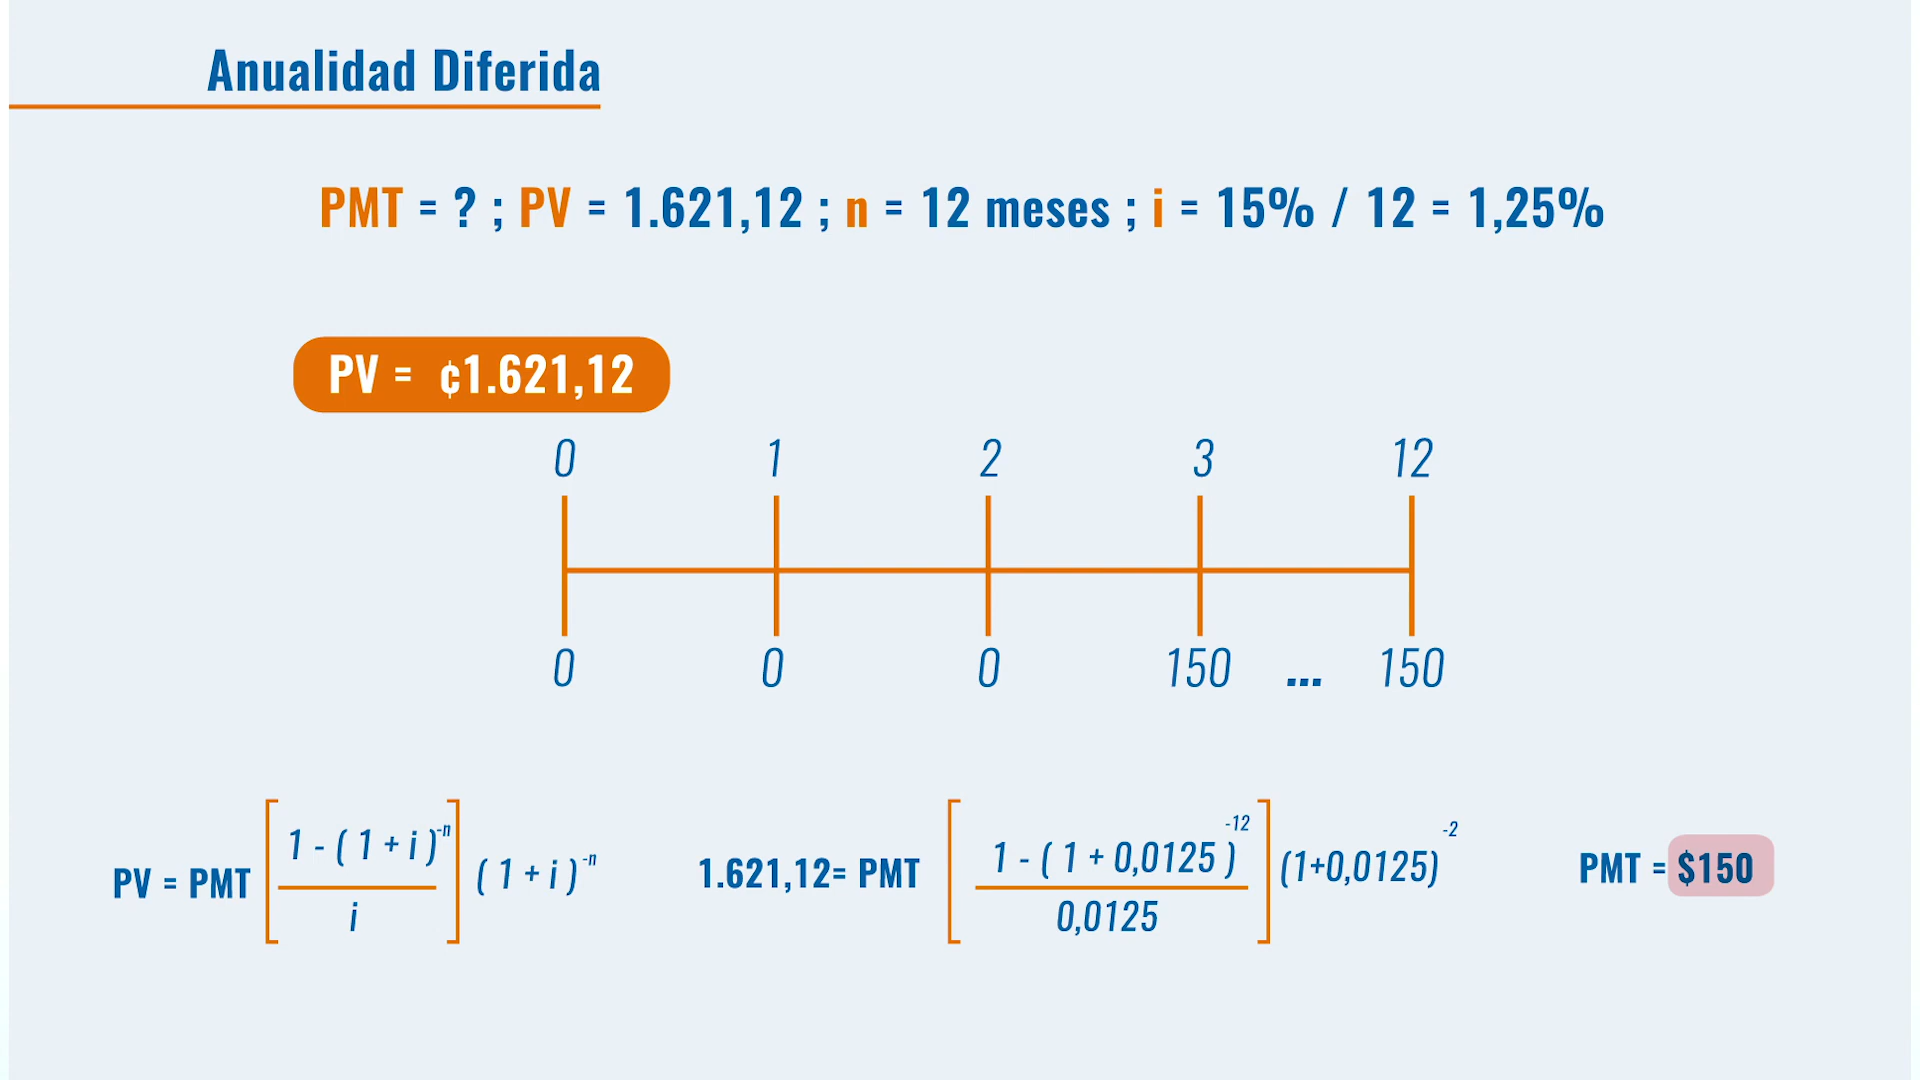 Anualidad Diferida
PMT = ? ; PV = 1.621,12 ; n = 12 meses ; i = 15% / 12 = 1,25%
PV = ¢1.621,12
0 1 2 3 12
0 0 0 150 ... 150
PV = PMT [ 1 - ( 1 + i )^-n / i ] ( 1 + i )^-n
1.621,12= PMT [ 1 - ( 1 + 0,0125 )^-12 / 0,0125 ] (1+0,0125)^-2
PMT = $150